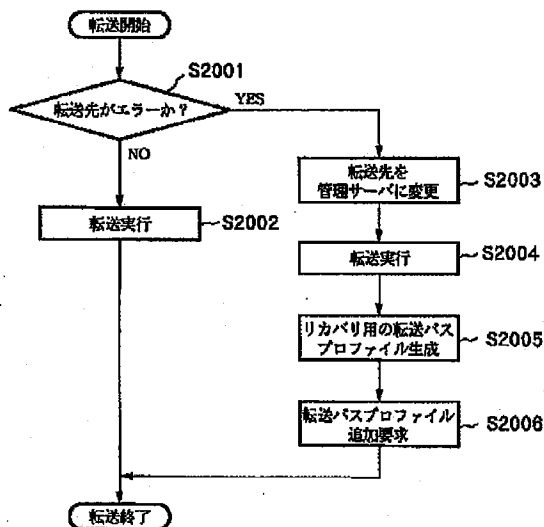 転送開始
S2001
転送先がエラーか?
YES
NO
転送先を
管理サーバに変更
S2003
転送実行
S2002
転送実行
S2004
リカバリ用の転送パス
プロファイル生成
S2005
転送パスプロファイル
追加要求
S2006
転送終了